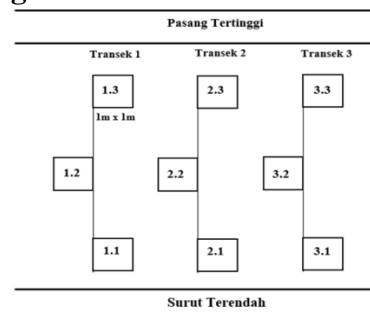 Pasang Tertinggi
Transek 1 Transek 2 Transek 3
1.3 2.3 3.3
1m x 1m
1.2 2.2 3.2
1.1 2.1 3.1
Surut Terendah